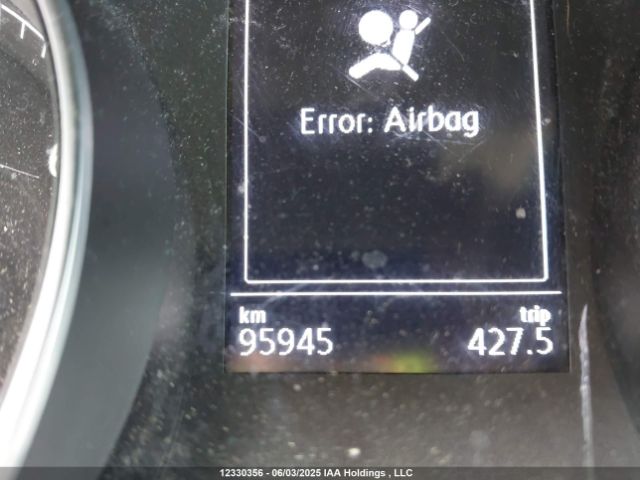 Error: Airbag
km
trip
95945
427.5
12330356 - 06/03/2025 IAA Holdings , LLC